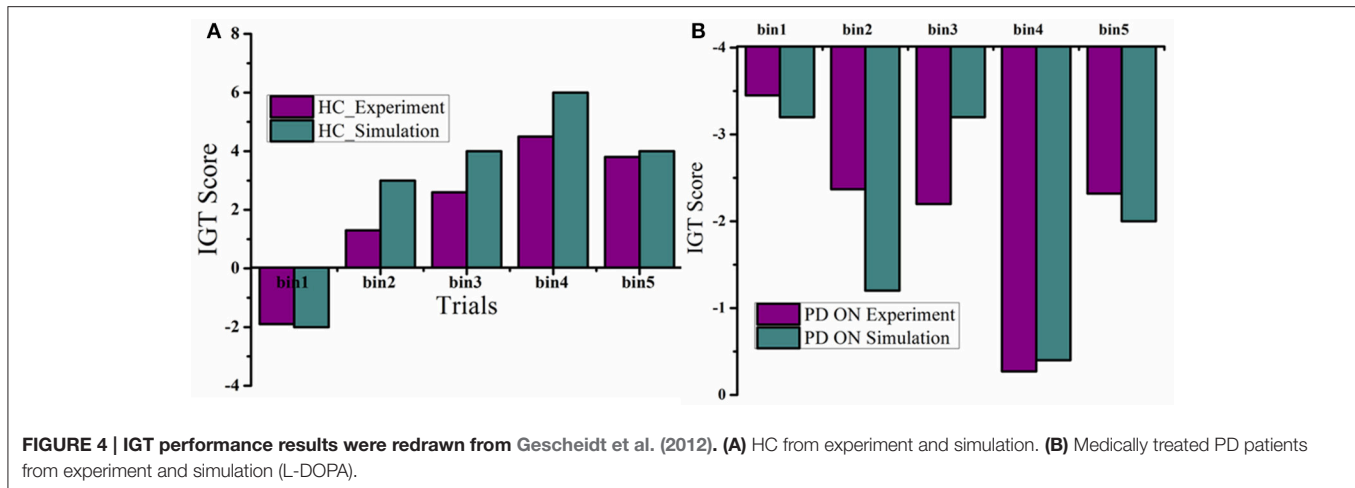 A
8
6
4
2
0
-2
-4
IGT Score
HC_Experiment
HC_Simulation
bin1 bin2 bin3 bin4 bin5
Trials
B
bin1 bin2 bin3 bin4 bin5
-4
-3
-2
-1
0
IGT Score
PD ON Experiment
PD ON Simulation
FIGURE 4 | IGT performance results were redrawn from Gescheidt et al. (2012). (A) HC from experiment and simulation. (B) Medically treated PD patients
from experiment and simulation (L-DOPA).